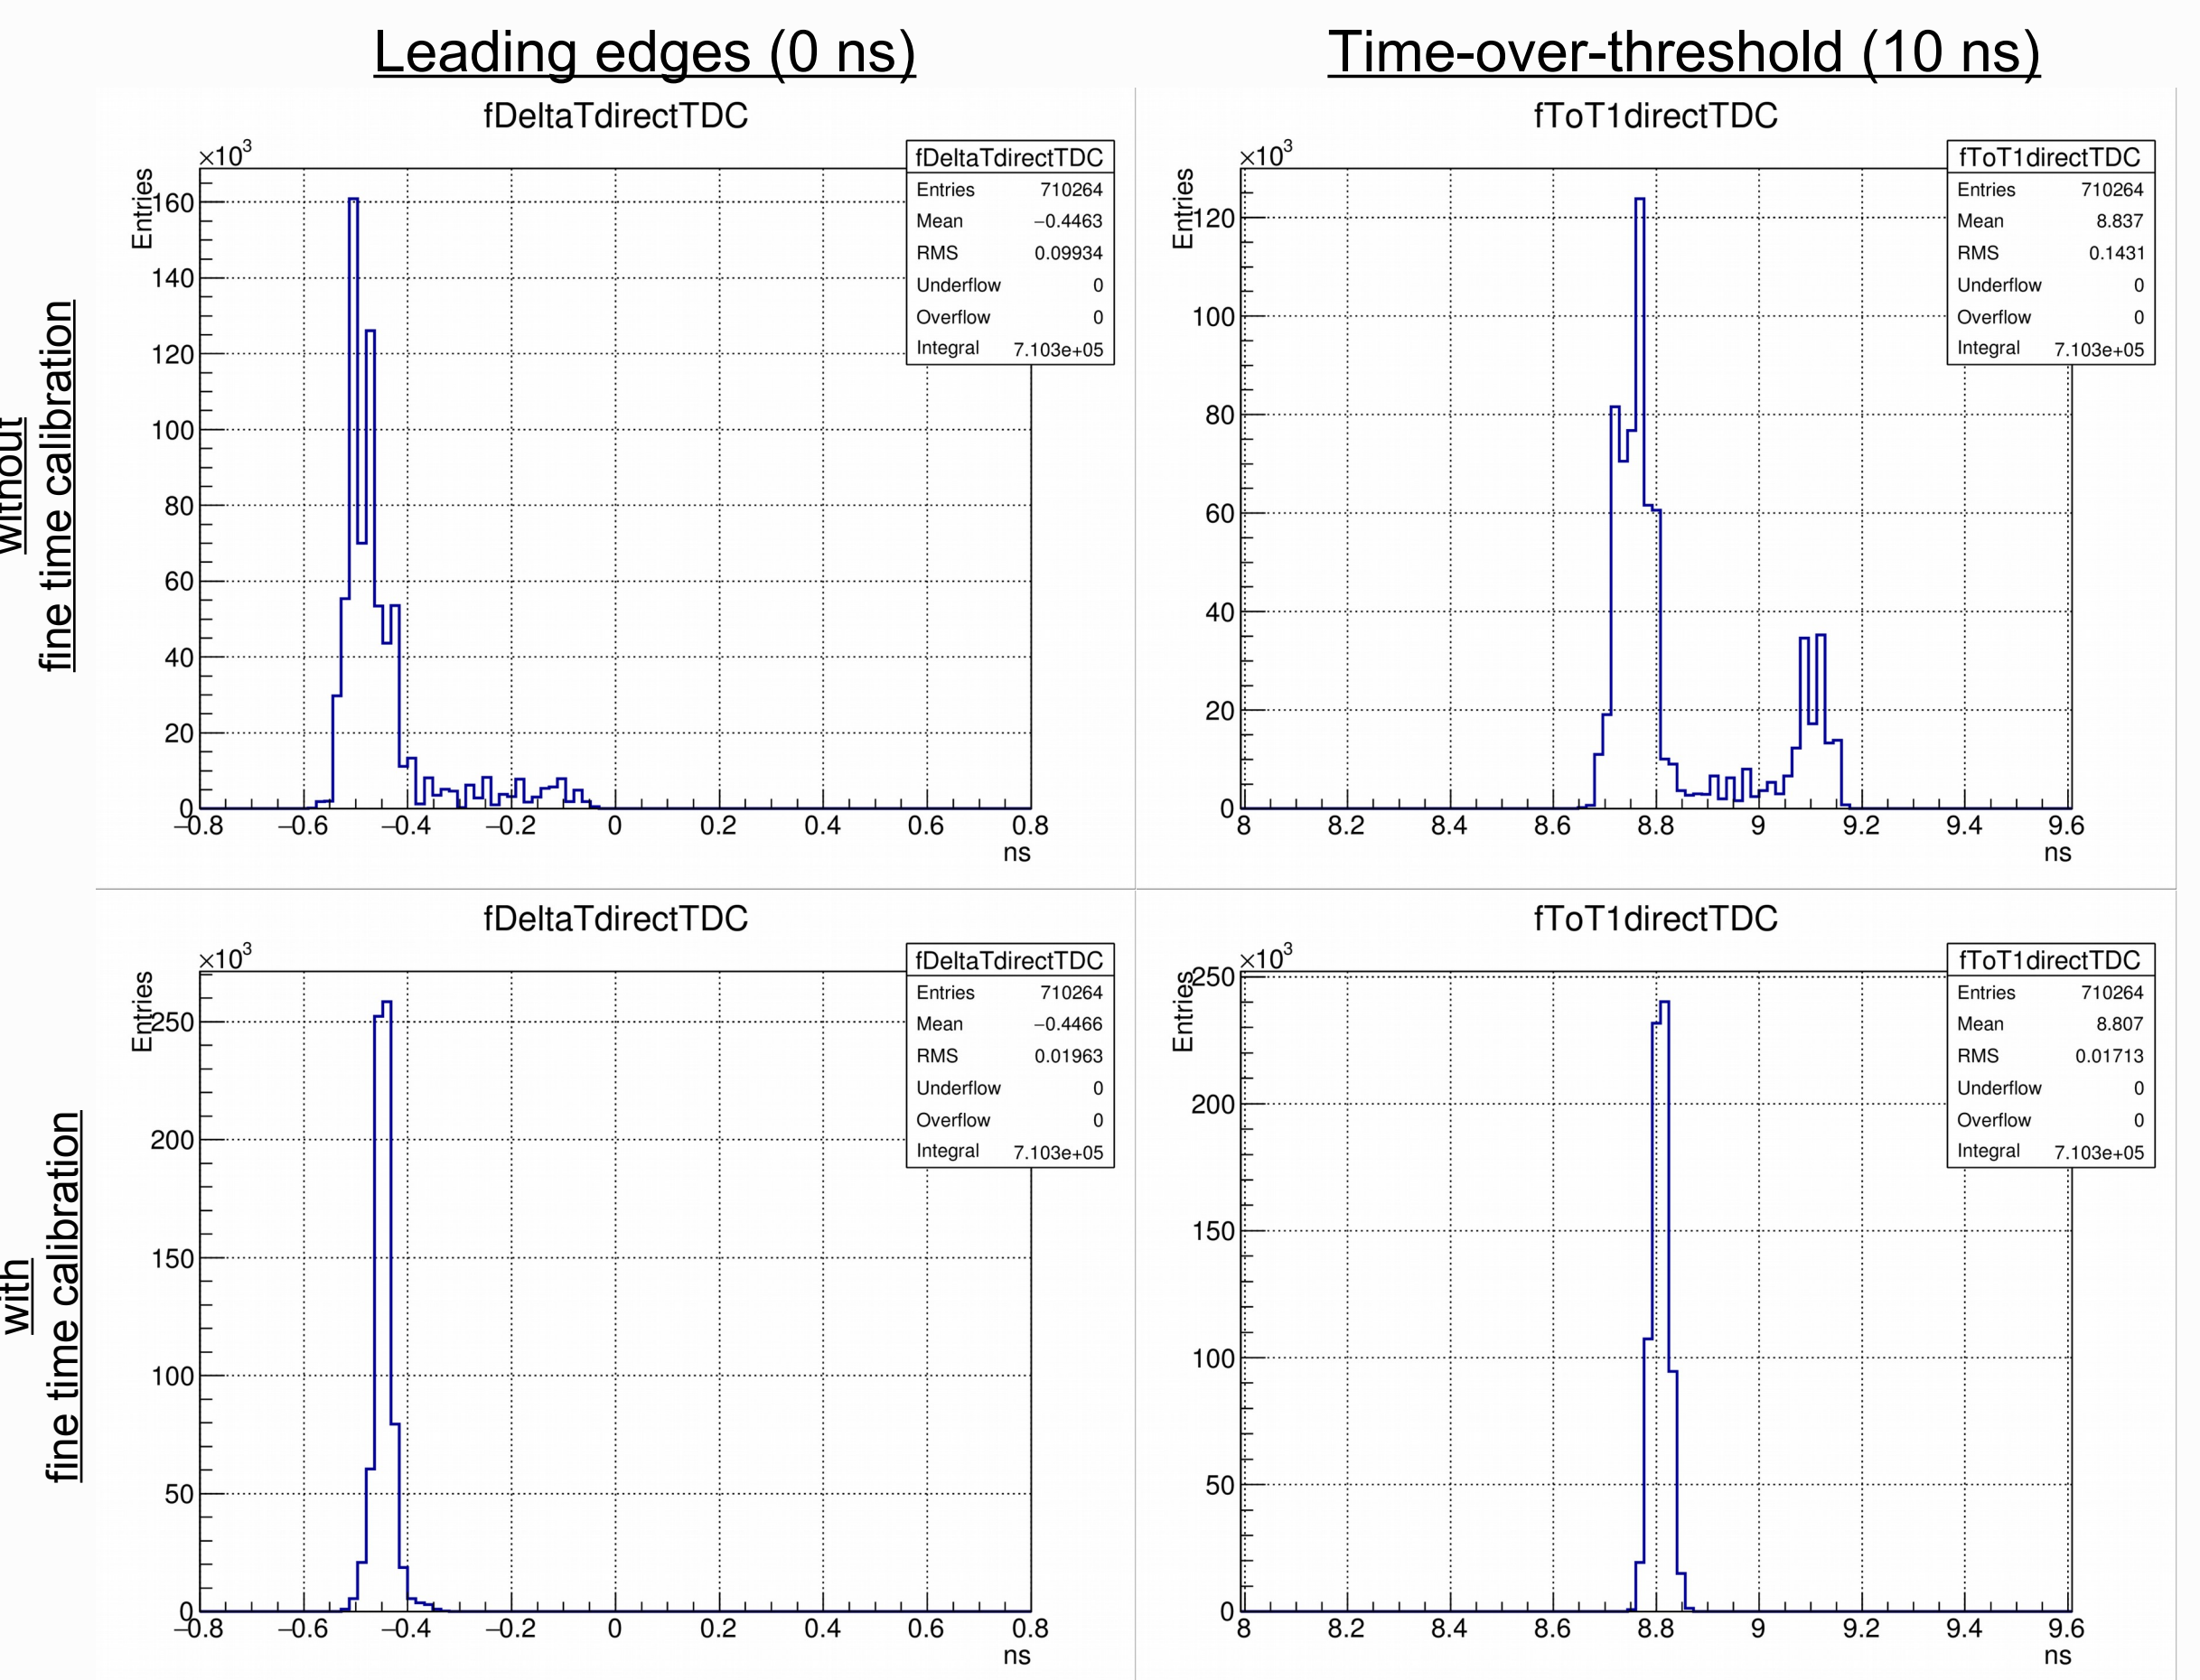 Leading edges (0 ns)
Time-over-threshold (10 ns)
without
fine time calibration
fDeltaTdirectTDC
×10³
Entries
160
140
120
100
80
60
40
20
0
−0.8
−0.6
−0.4
−0.2
0
0.2
0.4
0.6
0.8
ns
fDeltaTdirectTDC
Entries 710264
Mean −0.4463
RMS 0.09934
Underflow 0
Overflow 0
Integral 7.103e+05
fToT1directTDC
×10³
Entries
120
100
80
60
40
20
0
8
8.2
8.4
8.6
8.8
9
9.2
9.4
9.6
ns
fToT1directTDC
Entries 710264
Mean 8.837
RMS 0.1431
Underflow 0
Overflow 0
Integral 7.103e+05
with
fine time calibration
fDeltaTdirectTDC
×10³
Entries
250
200
150
100
50
0
−0.8
−0.6
−0.4
−0.2
0
0.2
0.4
0.6
0.8
ns
fDeltaTdirectTDC
Entries 710264
Mean −0.4466
RMS 0.01963
Underflow 0
Overflow 0
Integral 7.103e+05
fToT1directTDC
×10³
Entries
250
200
150
100
50
0
8
8.2
8.4
8.6
8.8
9
9.2
9.4
9.6
ns
fToT1directTDC
Entries 710264
Mean 8.807
RMS 0.01713
Underflow 0
Overflow 0
Integral 7.103e+05